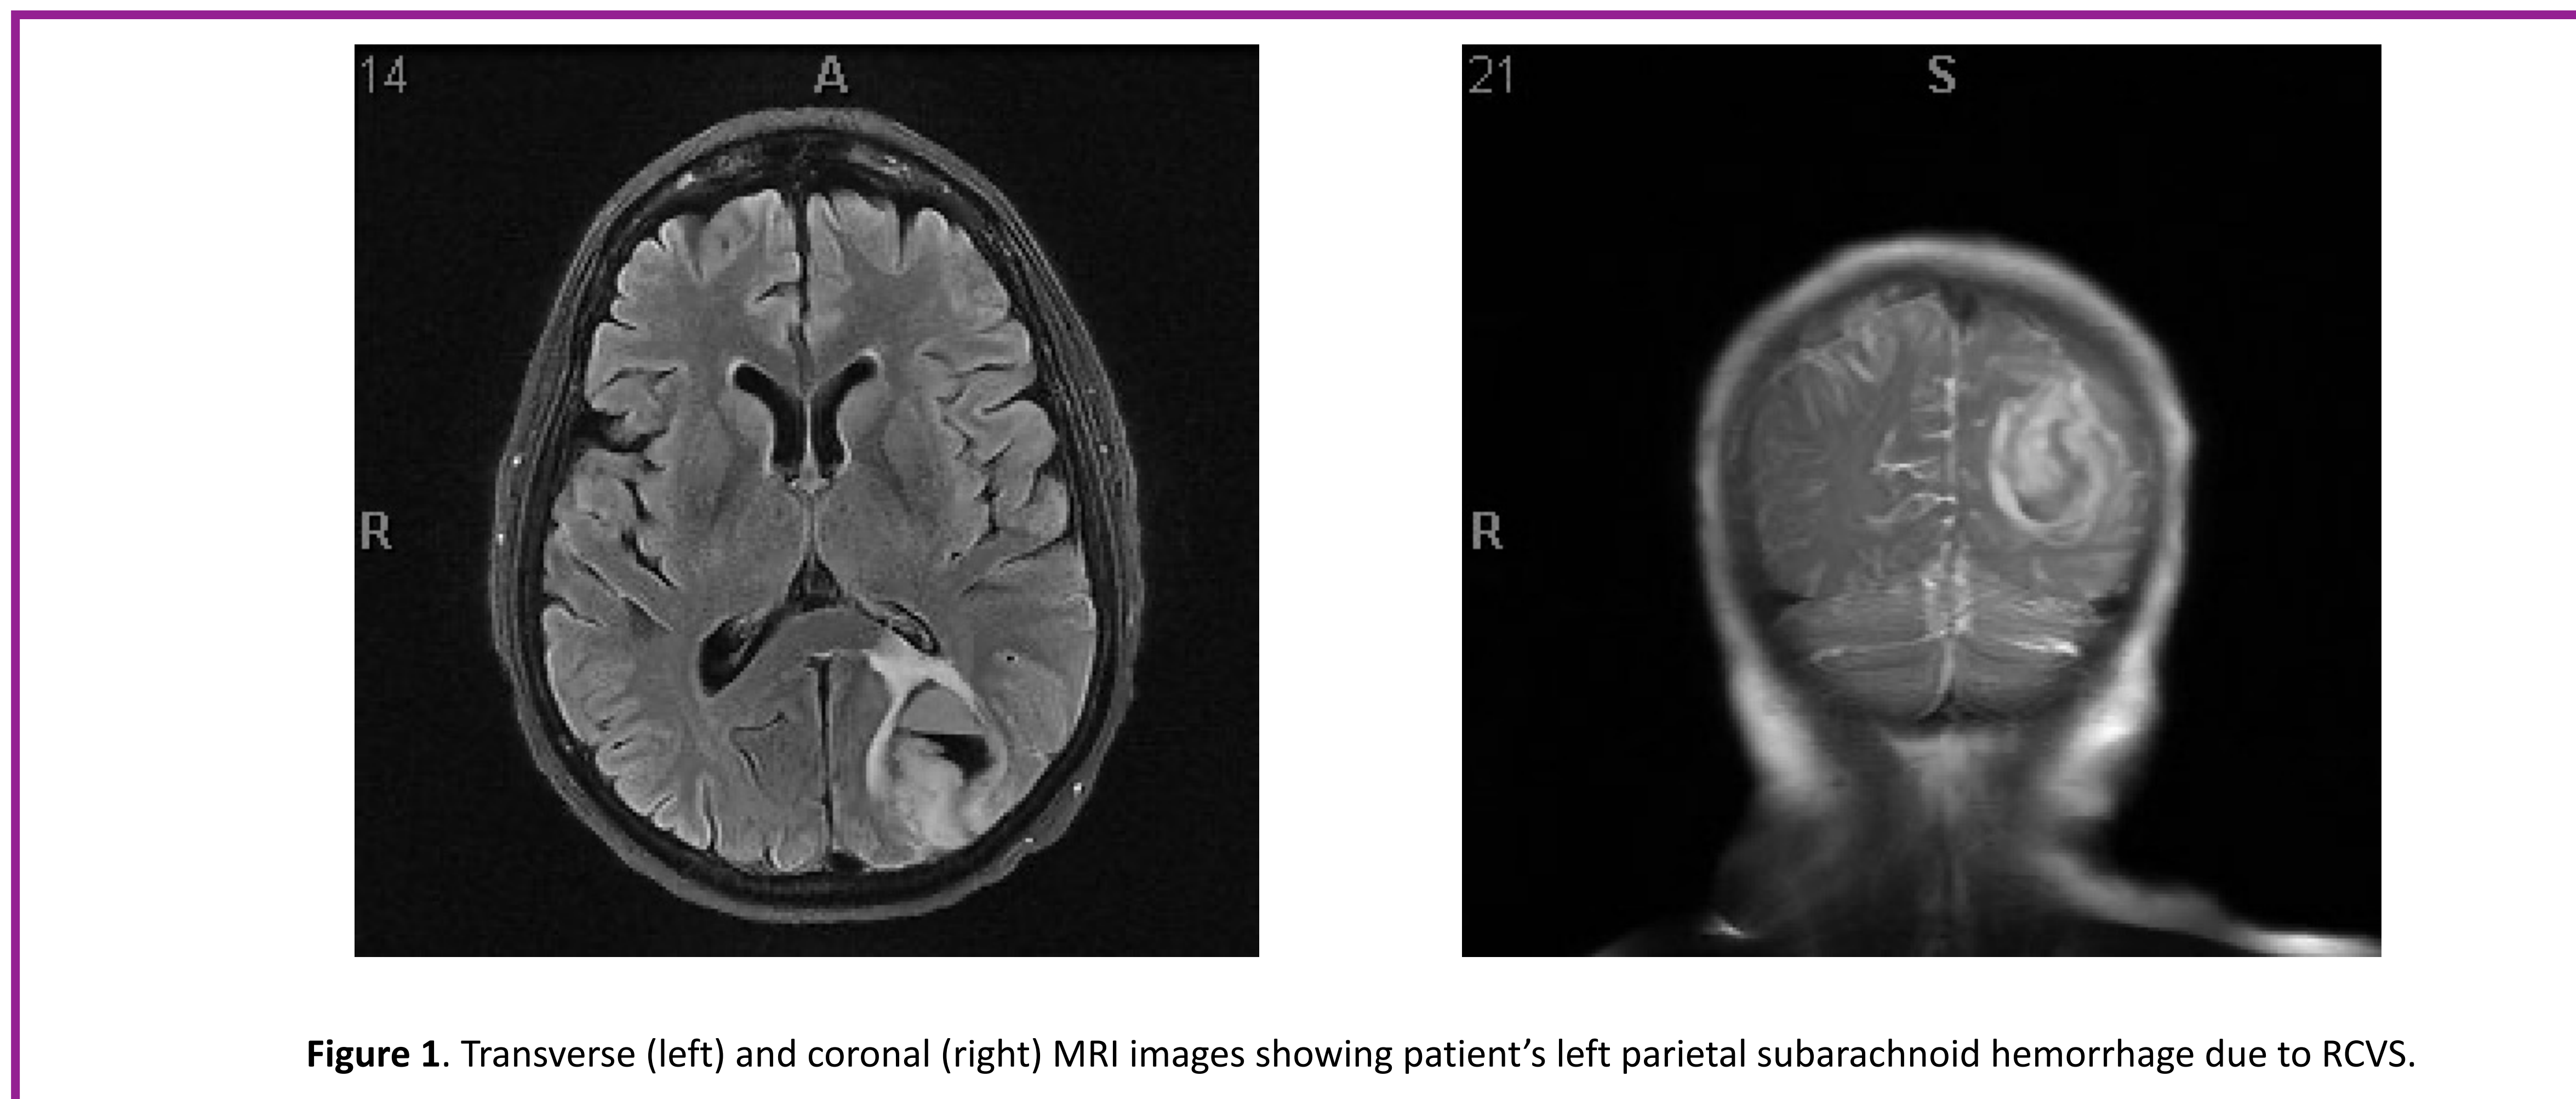 14
A
R
21
S
R
Figure 1. Transverse (left) and coronal (right) MRI images showing patient’s left parietal subarachnoid hemorrhage due to RCVS.